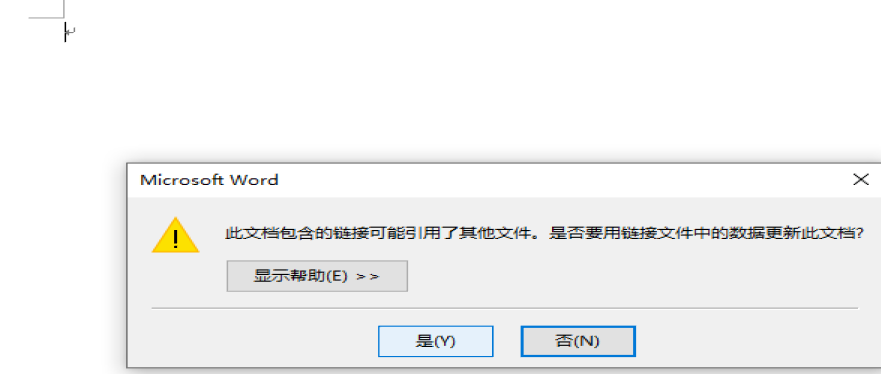 Microsoft Word
此文档包含的链接可能引用了其他文件。是否要用链接文件中的数据更新此文档?
显示帮助(E) >>
是(Y)
否(N)